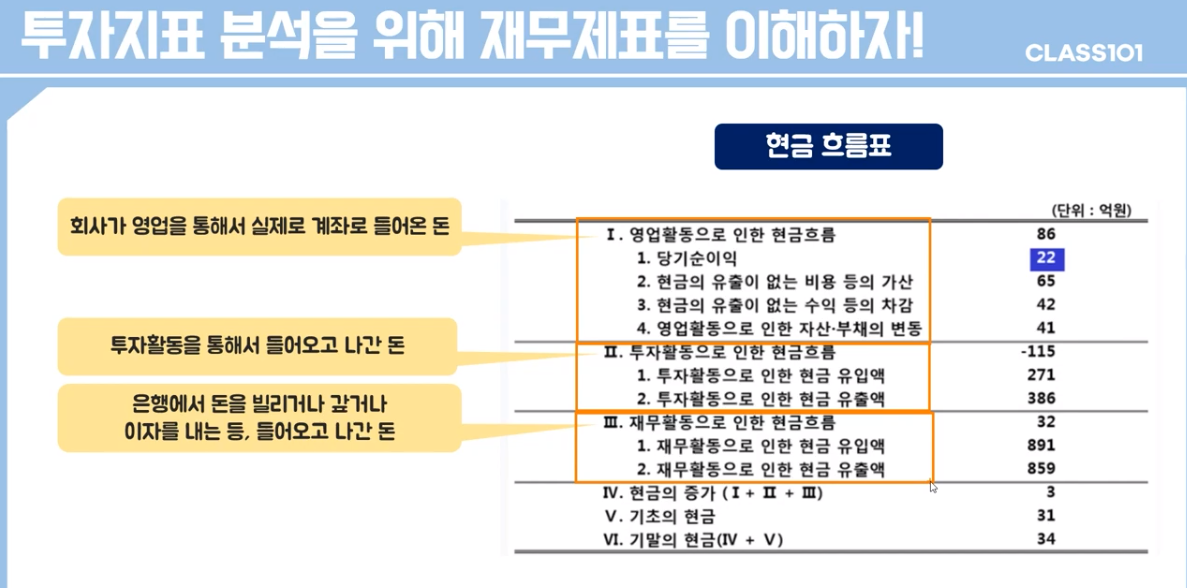 투자지표 분석을 위해 재무제표를 이해하자!
CLASS101
현금 흐름표
회사가 영업을 통해서 실제로 계좌로 들어온 돈
투자활동을 통해서 들어오고 나간 돈
은행에서 돈을 빌리거나 갚거나
이자를 내는 등, 들어오고 나간 돈
(단위 : 억원)
Ⅰ. 영업활동으로 인한 현금흐름 86
1. 당기순이익 22
2. 현금의 유출이 없는 비용 등의 가산 65
3. 현금의 유출이 없는 수익 등의 차감 42
4. 영업활동으로 인한 자산·부채의 변동 41
Ⅱ. 투자활동으로 인한 현금흐름 -115
1. 투자활동으로 인한 현금 유입액 271
2. 투자활동으로 인한 현금 유출액 386
Ⅲ. 재무활동으로 인한 현금흐름 32
1. 재무활동으로 인한 현금 유입액 891
2. 재무활동으로 인한 현금 유출액 859
Ⅳ. 현금의 증가 (Ⅰ + Ⅱ + Ⅲ) 3
Ⅴ. 기초의 현금 31
Ⅵ. 기말의 현금(Ⅳ + Ⅴ) 34